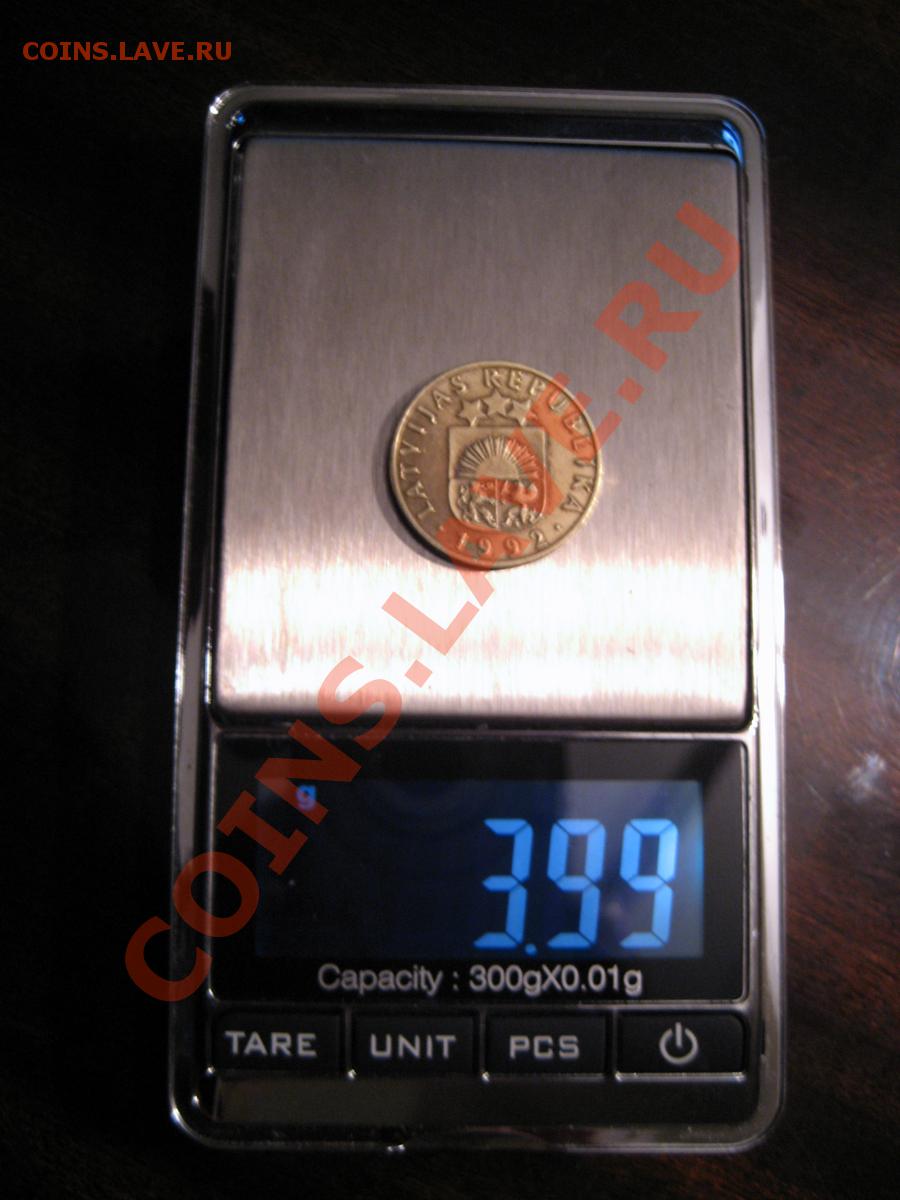 COINS.LAVE.RU
LATVIJAS REPUBLIKA
· 1992 ·
COINS.LAVE.RU
g
3.99
Capacity : 300gX0.01g
TARE UNIT PCS